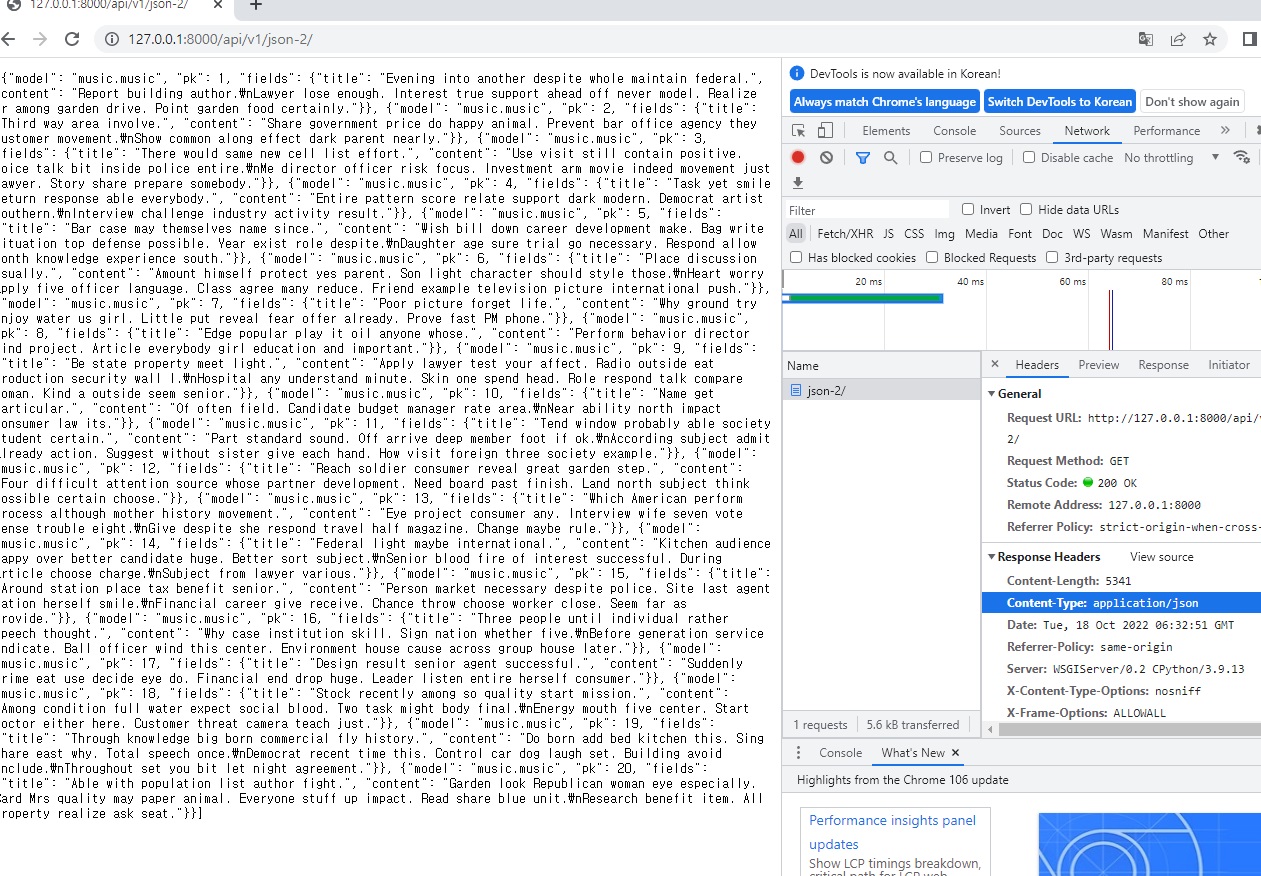 127.0.0.1:8000/api/v1/json-2/
127.0.0.1:8000/api/v1/json-2/
{"model": "music.music", "pk": 1, "fields": {"title": "Evening into another despite whole maintain federal.",
content": "Report building author.₩nLawyer lose enough. Interest true support ahead off never model. Realize
r among garden drive. Point garden food certainly."}}, {"model": "music.music", "pk": 2, "fields": {"title":
Third way area involve.", "content": "Share government price do happy animal. Prevent bar office agency they
ustomer movement.₩nShow common along effect dark parent nearly."}}, {"model": "music.music", "pk": 3,
fields": {"title": "There would same new cell list effort.", "content": "Use visit still contain positive.
oice talk bit inside police entire.₩nMe director officer risk focus. Investment arm movie indeed movement just
awyer. Story share prepare somebody."}}, {"model": "music.music", "pk": 4, "fields": {"title": "Task yet smile
eturn response able everybody.", "content": "Entire pattern score relate support dark modern. Democrat artist
outhern.₩nInterview challenge industry activity result."}}, {"model": "music.music", "pk": 5, "fields":
"title": "Bar case may themselves name since.", "content": "Wish bill down career development make. Bag write
ituation top defense possible. Year exist role despite.₩nDaughter age sure trial go necessary. Respond allow
onth knowledge experience south."}}, {"model": "music.music", "pk": 6, "fields": {"title": "Place discussion
sually.", "content": "Amount himself protect yes parent. Son light character should style those.₩nHeart worry
pply five officer language. Class agree many reduce. Friend example television picture international push."}},
"model": "music.music", "pk": 7, "fields": {"title": "Poor picture forget life.", "content": "Why ground try
njoy water us girl. Little put reveal fear offer already. Prove fast PM phone."}}, {"model": "music.music",
pk": 8, "fields": {"title": "Edge popular play it oil anyone whose.", "content": "Perform behavior director
ind project. Article everybody girl education and important."}}, {"model": "music.music", "pk": 9, "fields":
"title": "Be state property meet light.", "content": "Apply lawyer test your affect. Radio outside eat
roduction security wall I.₩nHospital any understand minute. Skin one spend head. Role respond talk compare
oman. Kind a outside seem senior."}}, {"model": "music.music", "pk": 10, "fields": {"title": "Name get
articular.", "content": "Of often field. Candidate budget manager rate area.₩nNear ability north impact
onsumer law its."}}, {"model": "music.music", "pk": 11, "fields": {"title": "Tend window probably able society
tudent certain.", "content": "Part standard sound. Off arrive deep member foot if ok.₩nAccording subject admit
lready action. Suggest without sister give each hand. How visit foreign three society example."}}, {"model":
music.music", "pk": 12, "fields": {"title": "Reach soldier consumer reveal great garden step.", "content":
Four difficult attention source whose partner development. Need board past finish. Land north subject think
ossible certain choose."}}, {"model": "music.music", "pk": 13, "fields": {"title": "Which American perform
rocess although mother history movement.", "content": "Eye project consumer any. Interview wife seven vote
ense trouble eight.₩nGive despite she respond travel half magazine. Change maybe rule."}}, {"model":
music.music", "pk": 14, "fields": {"title": "Federal light maybe international.", "content": "Kitchen audience
appy over better candidate huge. Better sort subject.₩nSenior blood fire of interest successful. During
rticle choose charge.₩nSubject from lawyer various."}}, {"model": "music.music", "pk": 15, "fields": {"title":
Around station place tax benefit senior.", "content": "Person market necessary despite police. Site last agent
ation herself smile.₩nFinancial career give receive. Chance throw choose worker close. Seem far as
rovide."}}, {"model": "music.music", "pk": 16, "fields": {"title": "Three people until individual rather
peech thought.", "content": "Why case institution skill. Sign nation whether five.₩nBefore generation service
ndicate. Ball officer wind this center. Environment house cause across group house later."}}, {"model":
music.music", "pk": 17, "fields": {"title": "Design result senior agent successful.", "content": "Suddenly
rime eat use decide eye do. Financial end drop huge. Leader listen entire herself consumer."}}, {"model":
music.music", "pk": 18, "fields": {"title": "Stock recently among so quality start mission.", "content":
Among condition full water expect social blood. Two task might body final.₩nEnergy mouth five center. Start
octor either here. Customer threat camera teach just."}}, {"model": "music.music", "pk": 19, "fields":
"title": "Through knowledge big born commercial fly history.", "content": "Do born add bed kitchen this. Sing
hare east why. Total speech once.₩nDemocrat recent time this. Control car dog laugh set. Building avoid
nclude.₩nThroughout set you bit let night agreement."}}, {"model": "music.music", "pk": 20, "fields":
"title": "Able with population list author fight.", "content": "Garden look Republican woman eye especially.
Card Mrs quality may paper animal. Everyone stuff up impact. Read share blue unit.₩nResearch benefit item. All
roperty realize ask seat."}}]
DevTools is now available in Korean!
Always match Chrome's language Switch DevTools to Korean Don't show again
Elements Console Sources Network Performance
Preserve log Disable cache No throttling
Filter Invert Hide data URLs
All Fetch/XHR JS CSS Img Media Font Doc WS Wasm Manifest Other
Has blocked cookies Blocked Requests 3rd-party requests
20 ms 40 ms 60 ms 80 ms
Name
json-2/
Headers Preview Response Initiator
General
Request URL: http://127.0.0.1:8000/api/v
2/
Request Method: GET
Status Code: 200 OK
Remote Address: 127.0.0.1:8000
Referrer Policy: strict-origin-when-cross-
Response Headers View source
Content-Length: 5341
Content-Type: application/json
Date: Tue, 18 Oct 2022 06:32:51 GMT
Referrer-Policy: same-origin
Server: WSGIServer/0.2 CPython/3.9.13
X-Content-Type-Options: nosniff
X-Frame-Options: ALLOWALL
1 requests 5.6 kB transferred
Console What's New
Highlights from the Chrome 106 update
Performance insights panel
updates
Show LCP timings breakdown,
critical path for LCP web